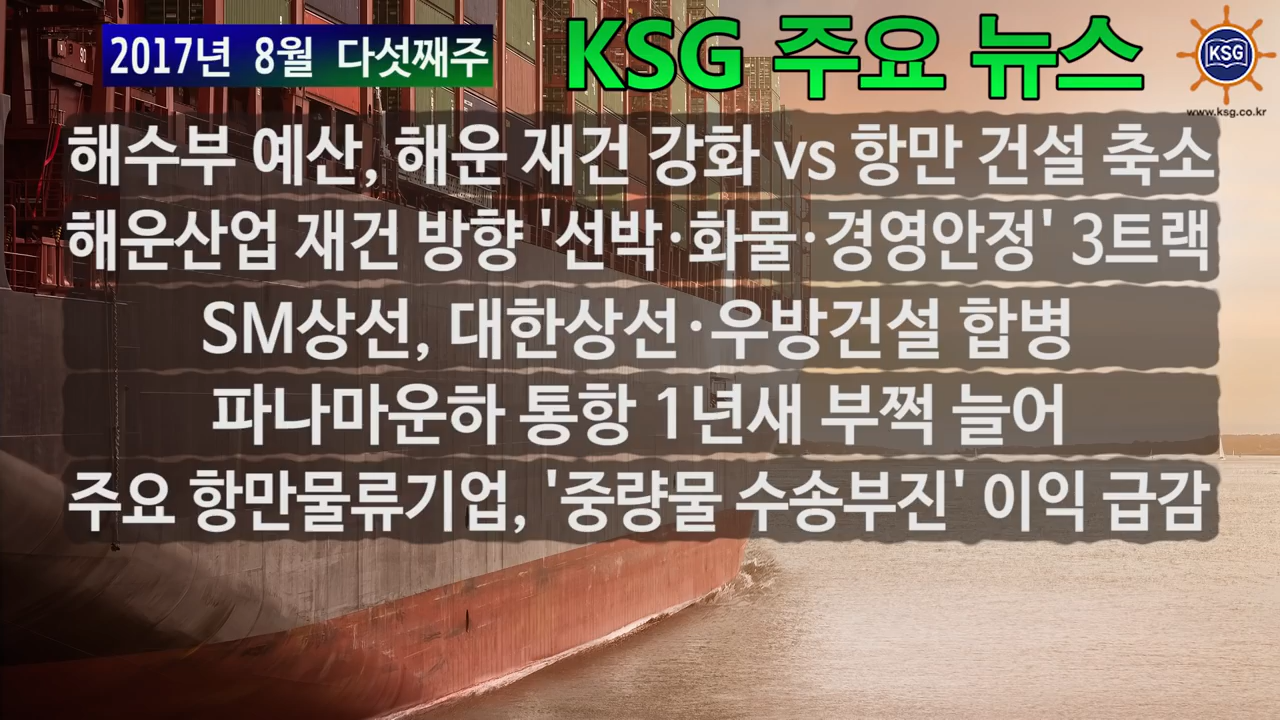 2017년 8월 다섯째주
KSG 주요 뉴스
KSG
www.ksg.co.kr
해수부 예산, 해운 재건 강화 vs 항만 건설 축소
해운산업 재건 방향 '선박·화물·경영안정' 3트랙
SM상선, 대한상선·우방건설 합병
파나마운하 통항 1년새 부쩍 늘어
주요 항만물류기업, '중량물 수송부진' 이익 급감